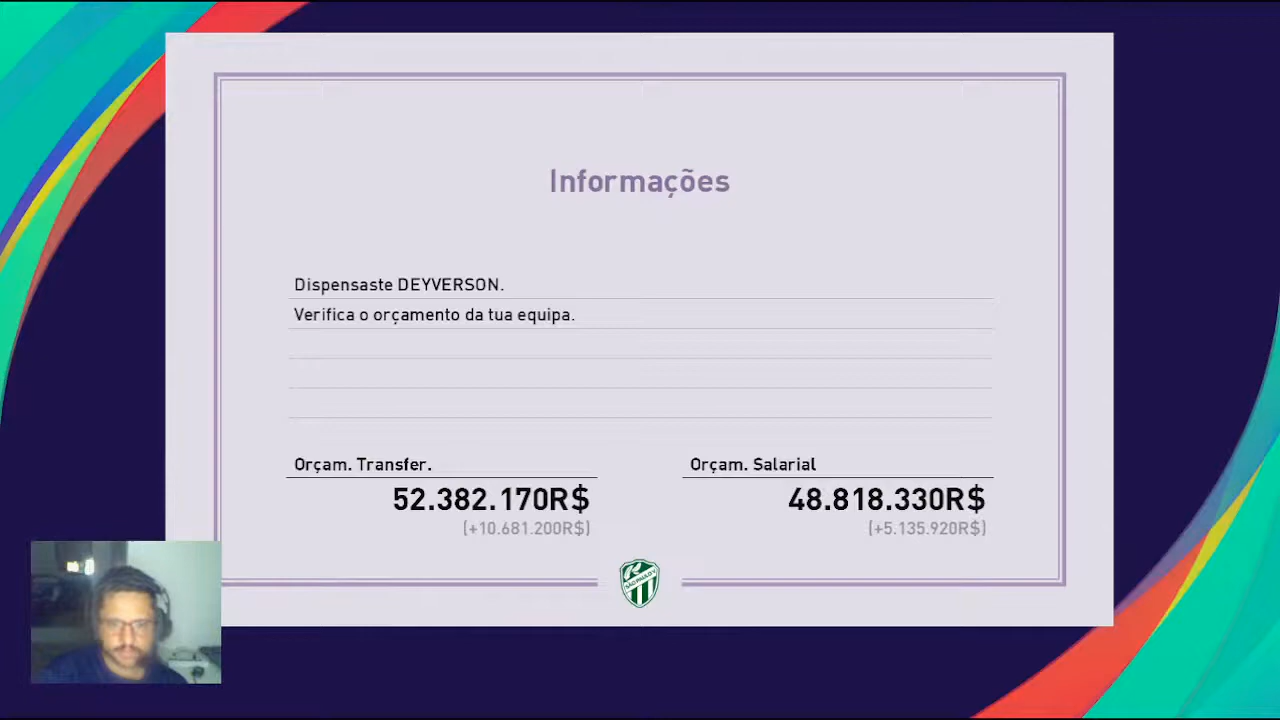 Informações
Dispensaste DEYVERSON.
Verifica o orçamento da tua equipa.
Orçam. Transfer.
52.382.170R$
(+10.681.200R$)
Orçam. Salarial
48.818.330R$
(+5.135.920R$)